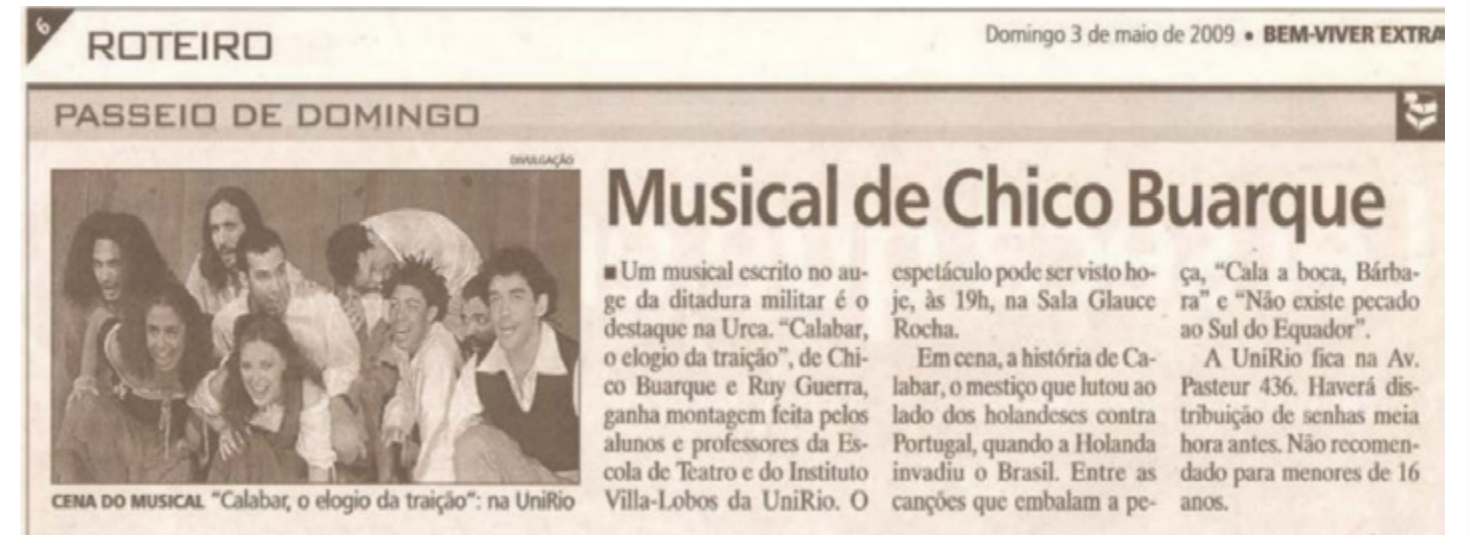 6
ROTEIRO
Domingo 3 de maio de 2009 • BEM-VIVER EXTRA
PASSEIO DE DOMINGO
DIVULGAÇÃO
CENA DO MUSICAL "Calabar, o elogio da traição": na UniRio
Musical de Chico Buarque
■ Um musical escrito no au-
ge da ditadura militar é o
destaque na Urca. "Calabar,
o elogio da traição", de Chi-
co Buarque e Ruy Guerra,
ganha montagem feita pelos
alunos e professores da Es-
cola de Teatro e do Instituto
Villa-Lobos da UniRio. O
espetáculo pode ser visto ho-
je, às 19h, na Sala Glauce
Rocha.
Em cena, a história de Ca-
labar, o mestiço que lutou ao
lado dos holandeses contra
Portugal, quando a Holanda
invadiu o Brasil. Entre as
canções que embalam a pe-
ça, "Cala a boca, Bárba-
ra" e "Não existe pecado
ao Sul do Equador".
A UniRio fica na Av.
Pasteur 436. Haverá dis-
tribuição de senhas meia
hora antes. Não recomen-
dado para menores de 16
anos.